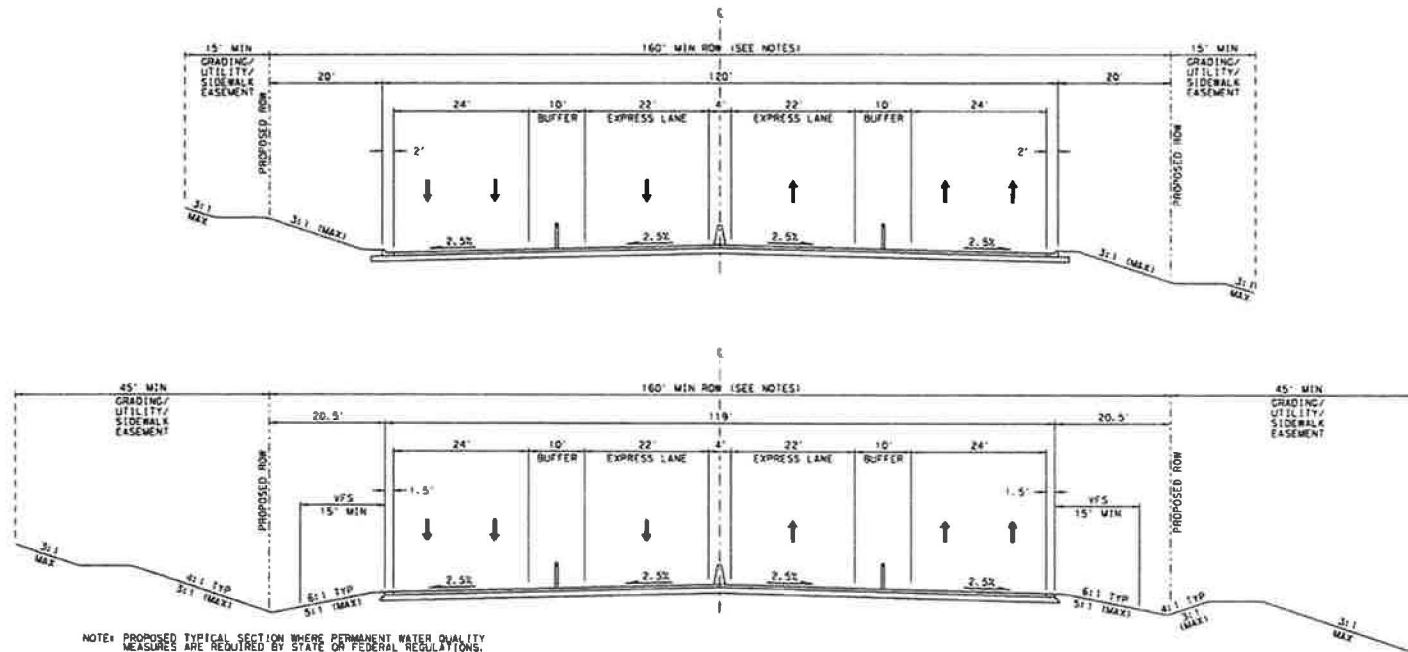 ℄
15' MIN
160' MIN ROW (SEE NOTES)
15' MIN
GRADING/
UTILITY/
SIDEWALK
EASEMENT
GRADING/
UTILITY/
SIDEWALK
EASEMENT
20'
120'
20'
PROPOSED ROW
PROPOSED ROW
24'
10'
22'
4'
22'
10'
24'
BUFFER
EXPRESS LANE
EXPRESS LANE
BUFFER
2'
2'
3:1
MAX
3:1 (MAX)
2.5%
2.5%
2.5%
2.5%
3:1 (MAX)
3:1
MAX
℄
45' MIN
160' MIN ROW (SEE NOTES)
45' MIN
GRADING/
UTILITY/
SIDEWALK
EASEMENT
GRADING/
UTILITY/
SIDEWALK
EASEMENT
20.5'
119'
20.5'
PROPOSED ROW
PROPOSED ROW
24'
10'
22'
4'
22'
10'
24'
BUFFER
EXPRESS LANE
EXPRESS LANE
BUFFER
VFS
15' MIN
1.5'
1.5'
VFS
15' MIN
3:1
MAX
4:1 TYP
3:1 (MAX)
6:1 TYP
5:1 (MAX)
2.5%
2.5%
2.5%
2.5%
6:1 TYP
5:1 (MAX)
4:1 TYP
3:1
(MAX)
3:1
MAX
NOTE: PROPOSED TYPICAL SECTION WHERE PERMANENT WATER QUALITY
MEASURES ARE REQUIRED BY STATE OR FEDERAL REGULATIONS.